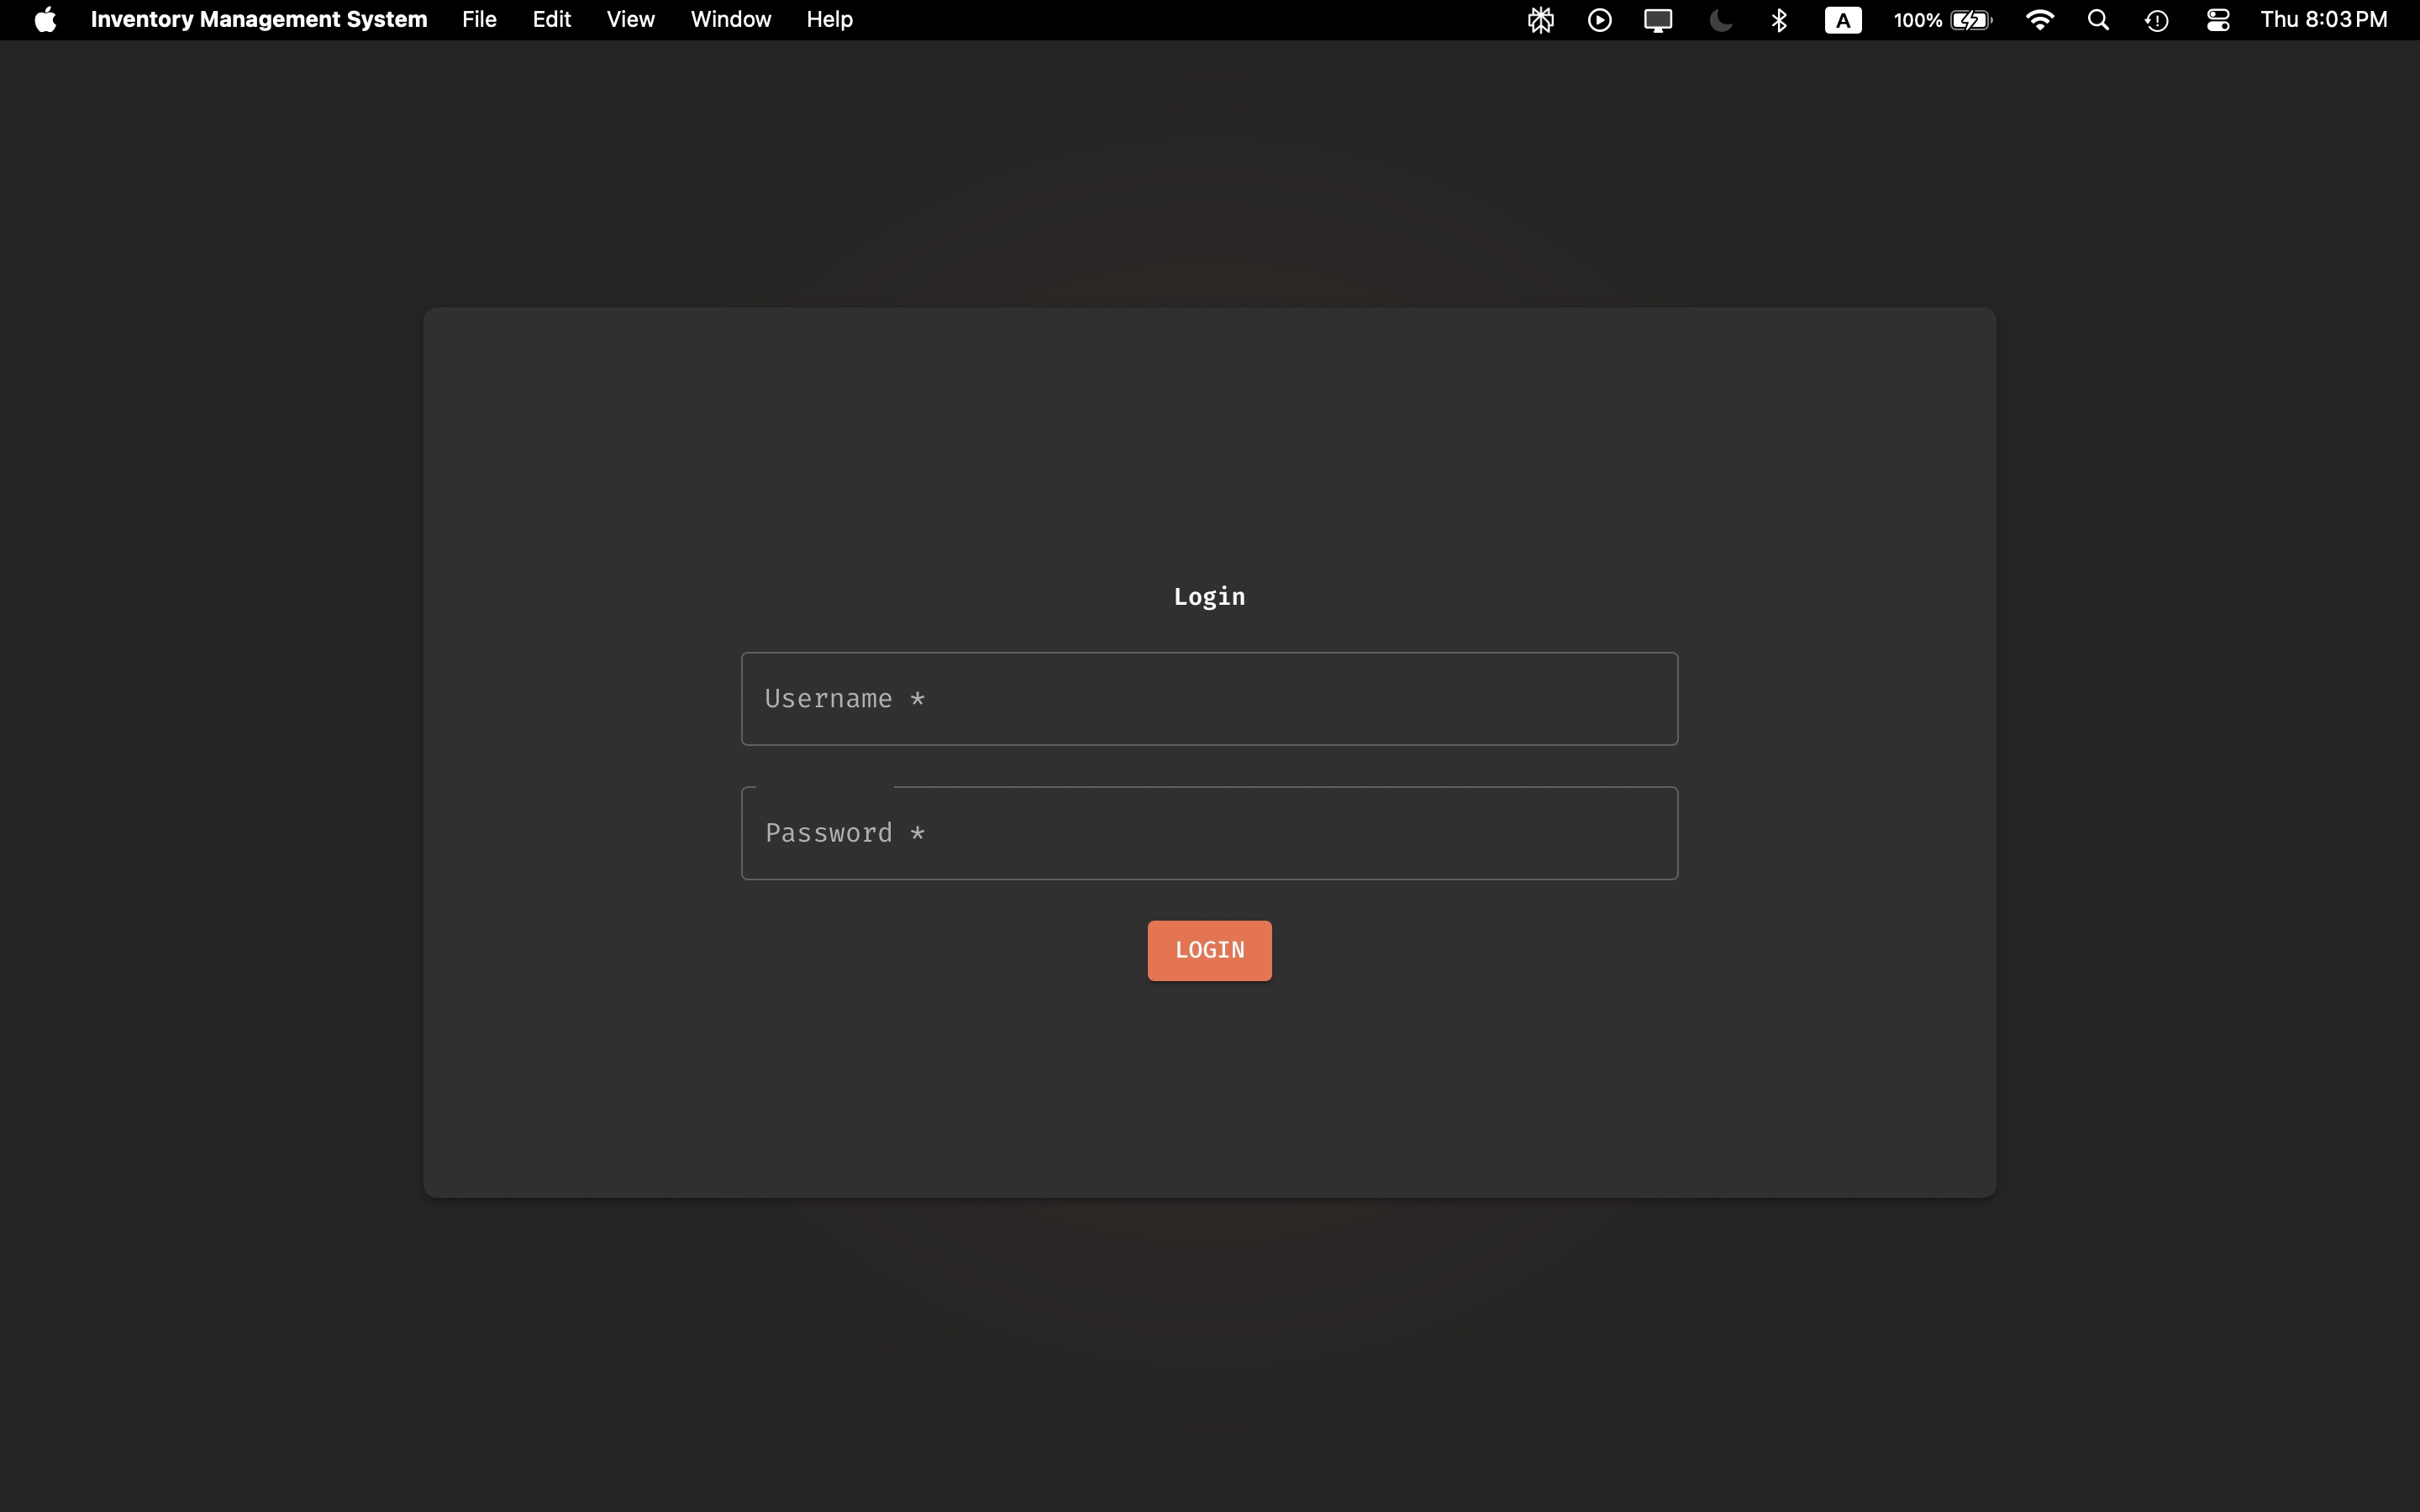 Inventory Management System File Edit View Window Help A 100% Thu 8:03 PM
Login
Username *
Password *
LOGIN